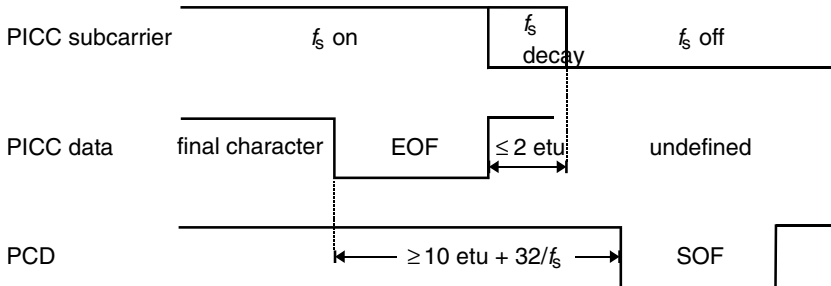 PICC subcarrier fs on fs decay fs off
PICC data final character EOF ≤ 2 etu undefined
PCD ≥ 10 etu + 32/fs SOF